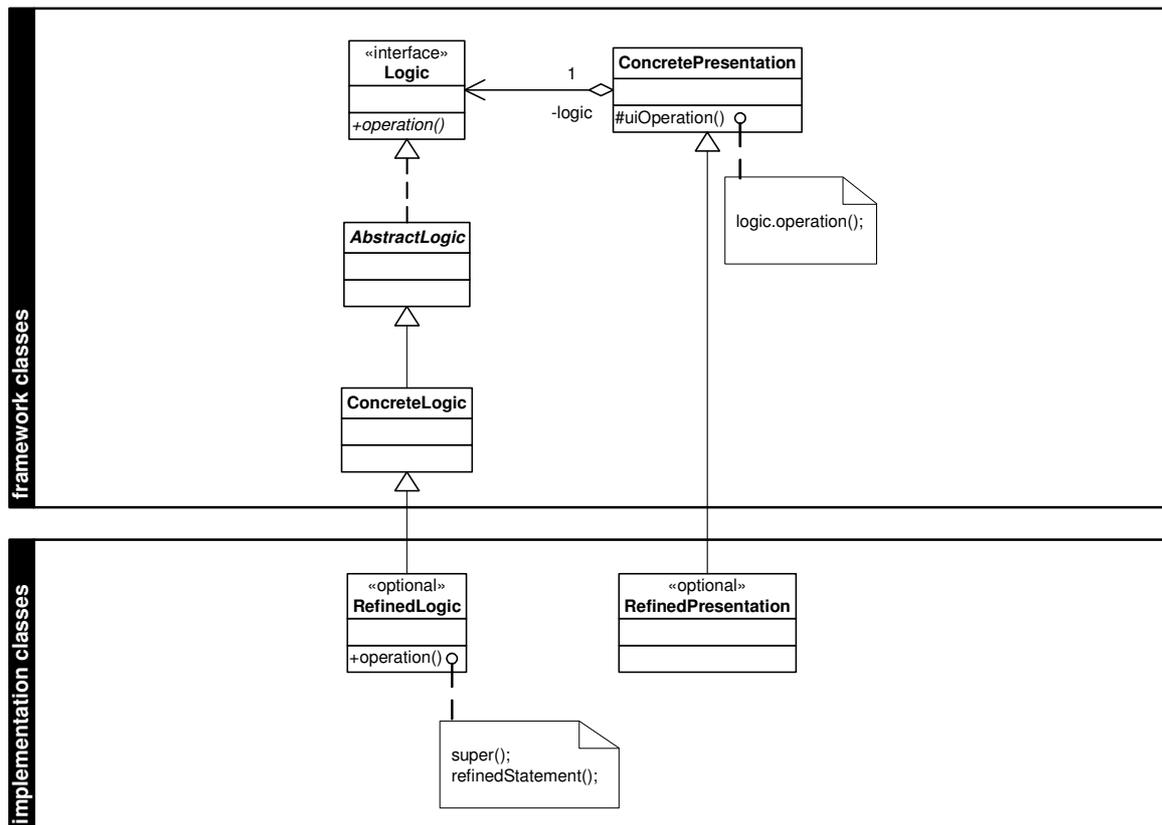 framework classes
«interface»
Logic
+operation()
1
-logic
ConcretePresentation
#uiOperation()
logic.operation();
AbstractLogic
ConcreteLogic
implementation classes
«optional»
RefinedLogic
+operation()
super();
refinedStatement();
«optional»
RefinedPresentation